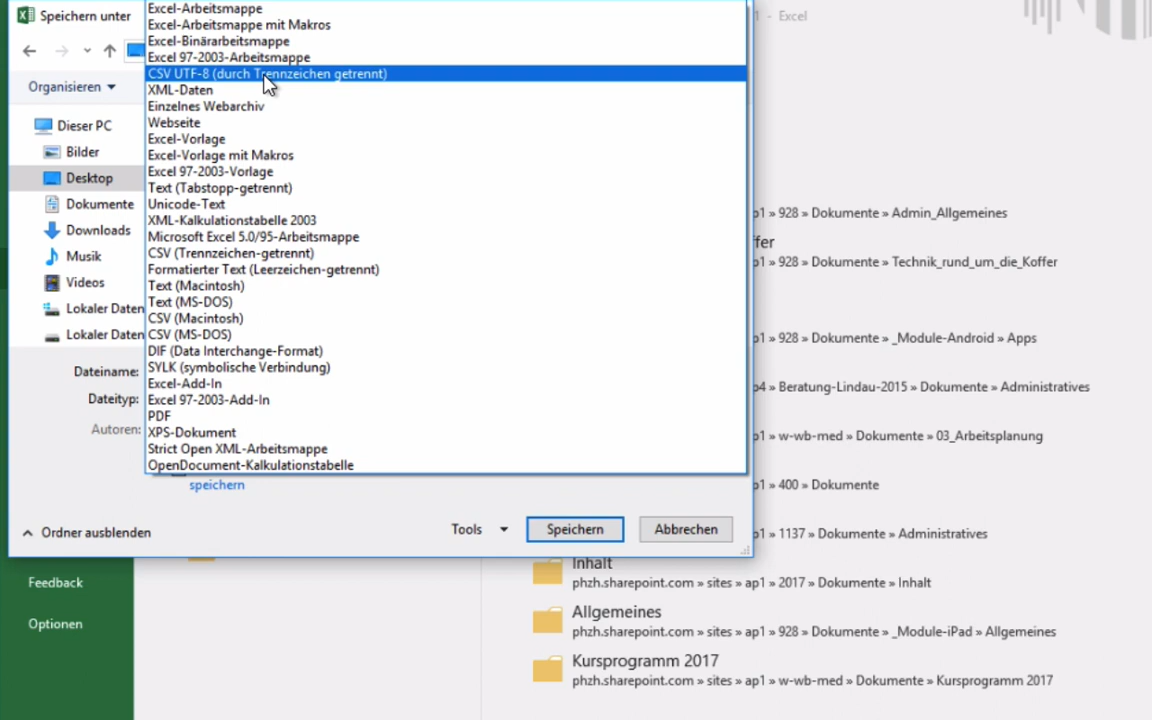 Speichern unter
Organisieren
Dieser PC
Bilder
Desktop
Dokumente
Downloads
Musik
Videos
Lokaler Daten
Lokaler Daten
Dateiname:
Dateityp:
Autoren:
Excel-Arbeitsmappe
Excel-Arbeitsmappe mit Makros
Excel-Binärarbeitsmappe
Excel 97-2003-Arbeitsmappe
CSV UTF-8 (durch Trennzeichen getrennt)
XML-Daten
Einzelnes Webarchiv
Webseite
Excel-Vorlage
Excel-Vorlage mit Makros
Excel 97-2003-Vorlage
Text (Tabstopp-getrennt)
Unicode-Text
XML-Kalkulationstabelle 2003
Microsoft Excel 5.0/95-Arbeitsmappe
CSV (Trennzeichen-getrennt)
Formatierter Text (Leerzeichen-getrennt)
Text (Macintosh)
Text (MS-DOS)
CSV (Macintosh)
CSV (MS-DOS)
DIF (Data Interchange-Format)
SYLK (symbolische Verbindung)
Excel-Add-In
Excel 97-2003-Add-In
PDF
XPS-Dokument
Strict Open XML-Arbeitsmappe
OpenDocument-Kalkulationstabelle
speichern
Ordner ausblenden
Tools
Speichern
Abbrechen
Feedback
Optionen
1 - Excel
p1 » 928 » Dokumente » Admin_Allgemeines
ffer
p1 » 928 » Dokumente » Technik_rund_um_die_Koffer
p1 » 928 » Dokumente » _Module-Android » Apps
p4 » Beratung-Lindau-2015 » Dokumente » Administratives
p1 » w-wb-med » Dokumente » 03_Arbeitsplanung
p1 » 400 » Dokumente
p1 » 1137 » Dokumente » Administratives
Inhalt
phzh.sharepoint.com » sites » ap1 » 2017 » Dokumente » Inhalt
Allgemeines
phzh.sharepoint.com » sites » ap1 » 928 » Dokumente » _Module-iPad » Allgemeines
Kursprogramm 2017
phzh.sharepoint.com » sites » ap1 » w-wb-med » Dokumente » Kursprogramm 2017